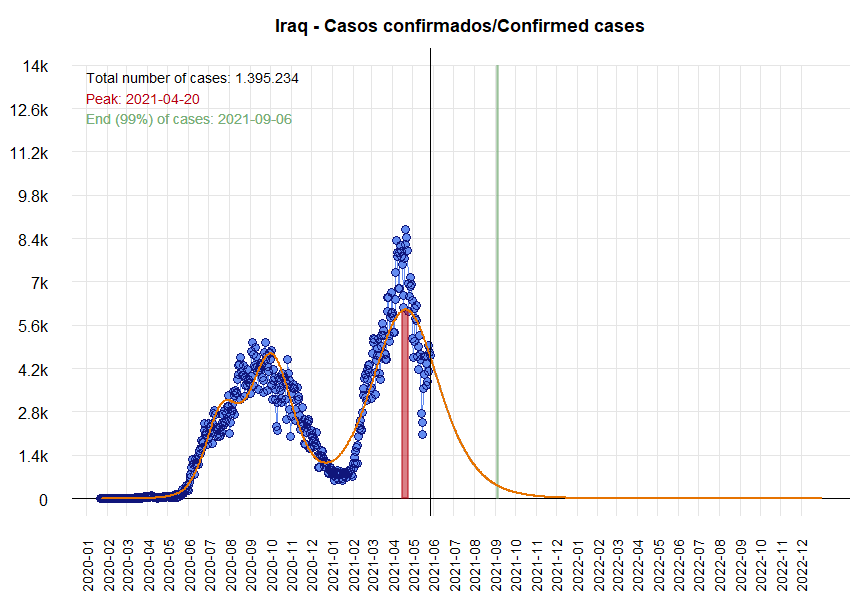 Iraq - Casos confirmados/Confirmed cases
14k
12.6k
11.2k
9.8k
8.4k
7k
5.6k
4.2k
2.8k
1.4k
0
Total number of cases: 1.395.234
Peak: 2021-04-20
End (99%) of cases: 2021-09-06
2020-01
2020-02
2020-03
2020-04
2020-05
2020-06
2020-07
2020-08
2020-09
2020-10
2020-11
2020-12
2021-01
2021-02
2021-03
2021-04
2021-05
2021-06
2021-07
2021-08
2021-09
2021-10
2021-11
2021-12
2022-01
2022-02
2022-03
2022-04
2022-05
2022-06
2022-07
2022-08
2022-09
2022-10
2022-11
2022-12